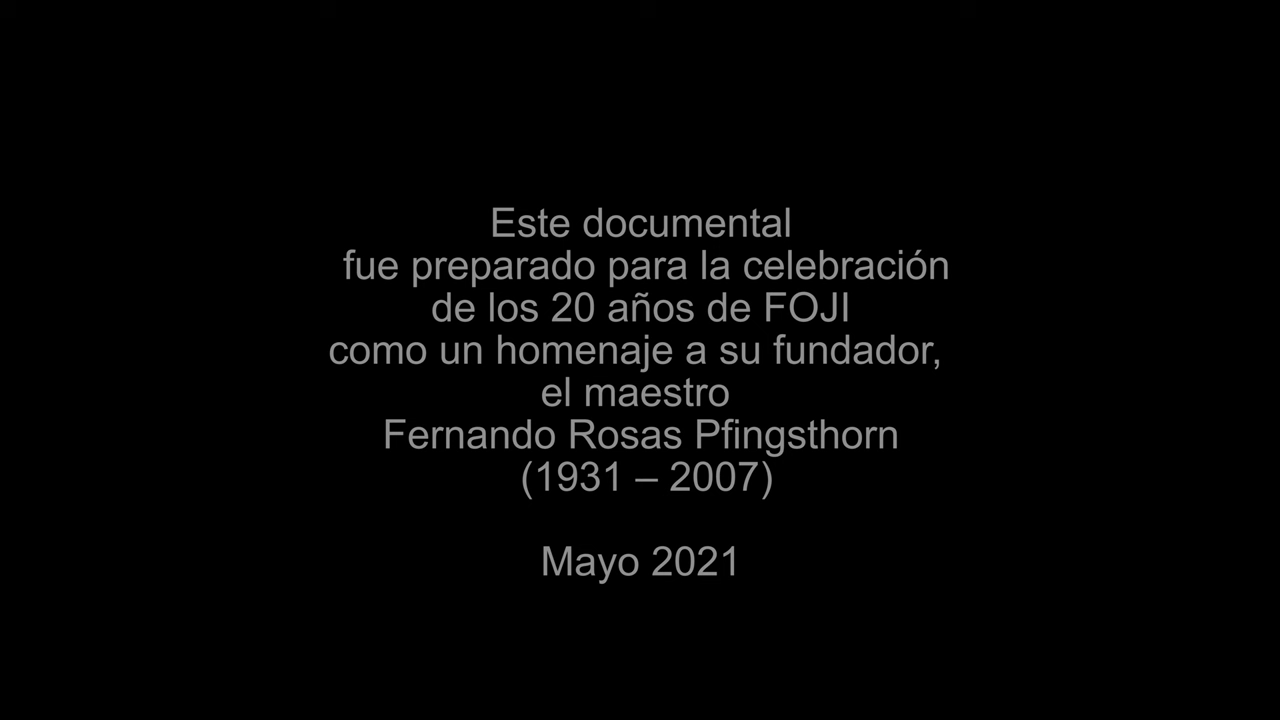 Este documental
fue preparado para la celebración
de los 20 años de FOJI
como un homenaje a su fundador,
el maestro
Fernando Rosas Pfingsthorn
(1931 – 2007)
Mayo 2021